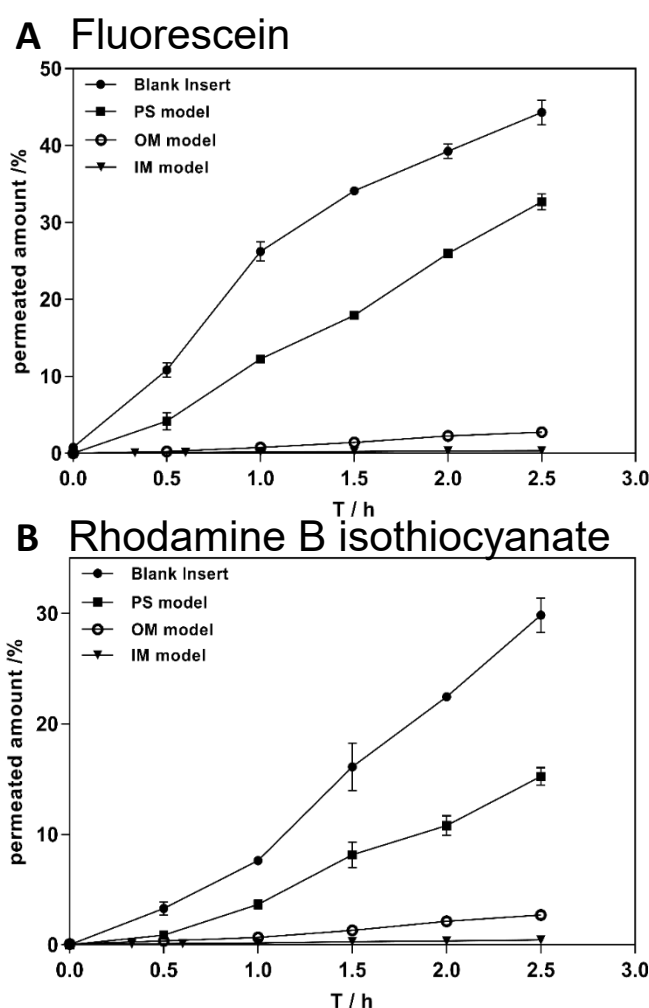 A Fluorescein
50
40
30
20
10
0
permeated amount /%
Blank Insert
PS model
OM model
IM model
0.0 0.5 1.0 1.5 2.0 2.5 3.0
T / h
B Rhodamine B isothiocyanate
30
20
10
0
permeated amount /%
Blank Insert
PS model
OM model
IM model
0.0 0.5 1.0 1.5 2.0 2.5 3.0
T / h